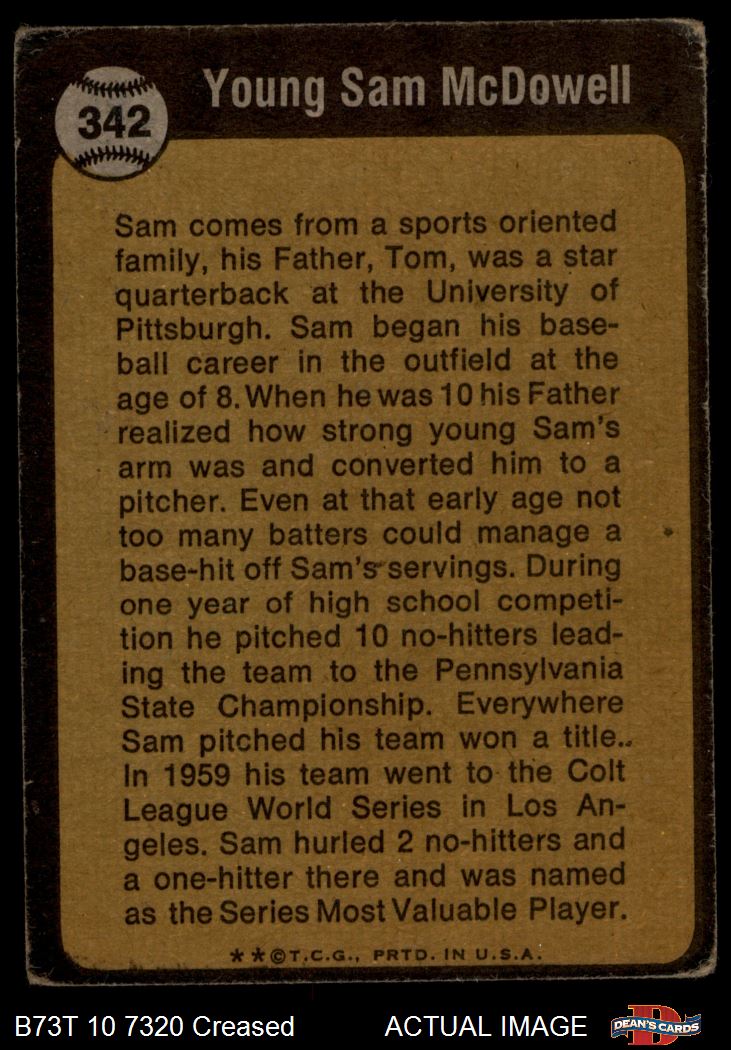 342
Young Sam McDowell
Sam comes from a sports oriented
family, his Father, Tom, was a star
quarterback at the University of
Pittsburgh. Sam began his base-
ball career in the outfield at the
age of 8. When he was 10 his Father
realized how strong young Sam's
arm was and converted him to a
pitcher. Even at that early age not
too many batters could manage a
base-hit off Sam's servings. During
one year of high school competi-
tion he pitched 10 no-hitters lead-
ing the team to the Pennsylvania
State Championship. Everywhere
Sam pitched his team won a title..
In 1959 his team went to the Colt
League World Series in Los An-
geles. Sam hurled 2 no-hitters and
a one-hitter there and was named
as the Series Most Valuable Player.
**©T.C.G., PRTD. IN U.S.A.
B73T 10 7320 Creased ACTUAL IMAGE
DEAN'S CARDS